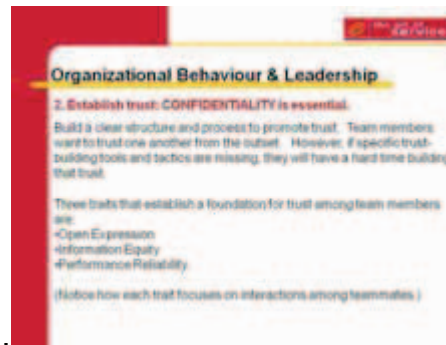 service
Organizational Behaviour & Leadership
2. Establish trust: CONFIDENTIALITY is essential.
Build a clear structure and process to promote trust. Team members
want to trust one another from the outset. However, if specific trust-
building tools and tactics are missing, they will have a hard time building
that trust.
Three traits that establish a foundation for trust among team members
are:
•Open Expression
•Information Equity
•Performance Reliability
(Notice how each trait focuses on interactions among teammates.)